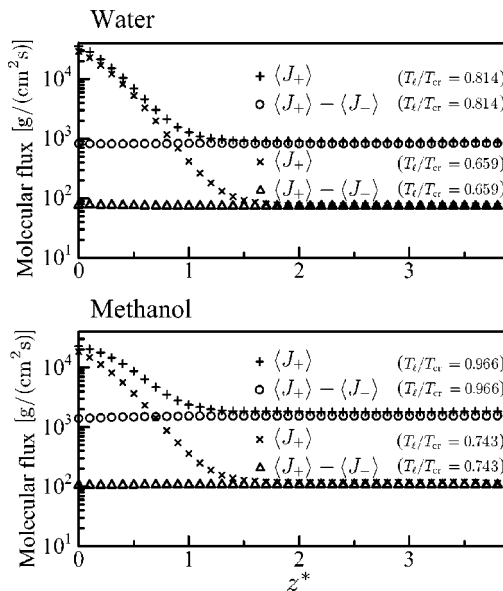 Water
Molecular flux [g/(cm²s)]
10⁴
10³
10²
10¹
+ ⟨J₊⟩ (Tℓ/Tcr = 0.814)
○ ⟨J₊⟩ − ⟨J₋⟩ (Tℓ/Tcr = 0.814)
× ⟨J₊⟩ (Tℓ/Tcr = 0.659)
△ ⟨J₊⟩ − ⟨J₋⟩ (Tℓ/Tcr = 0.659)
0 1 2 3
Methanol
Molecular flux [g/(cm²s)]
10⁴
10³
10²
10¹
+ ⟨J₊⟩ (Tℓ/Tcr = 0.966)
○ ⟨J₊⟩ − ⟨J₋⟩ (Tℓ/Tcr = 0.966)
× ⟨J₊⟩ (Tℓ/Tcr = 0.743)
△ ⟨J₊⟩ − ⟨J₋⟩ (Tℓ/Tcr = 0.743)
0 1 2 3
z*